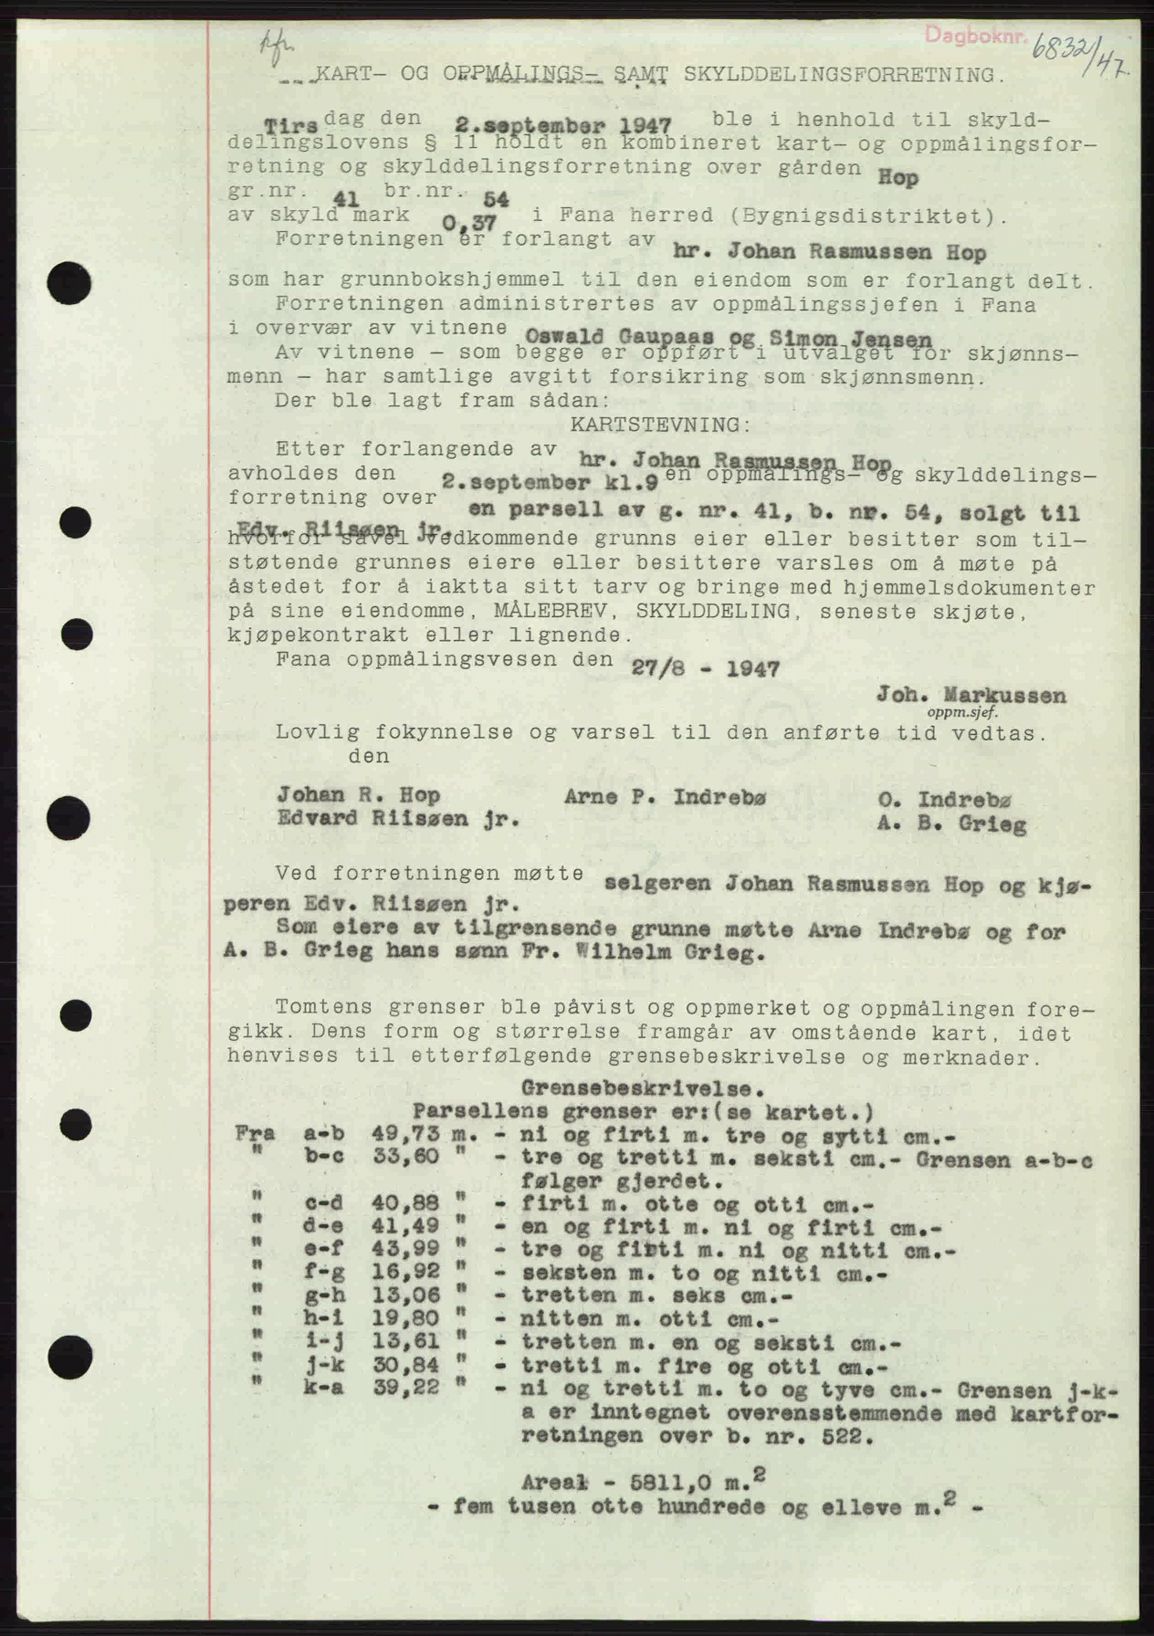 Dagboknr. 6832/47.
KART- OG OPPMÅLINGS- SAMT SKYLDDELINGSFORRETNING.
Tirsdag den 2.september 1947 ble i henhold til skyld-
delingslovens § 11 holdt en kombineret kart- og oppmålingsfor-
retning og skylddelingsforretning over gården Hop
gr.nr. 41 br.nr. 54
av skyld mark 0,37 i Fana herred (Bygnigsdistriktet).
Forretningen er forlangt av hr. Johan Rasmussen Hop
som har grunnbokshjemmel til den eiendom som er forlangt delt.
Forretningen administrertes av oppmålingssjefen i Fana
i overvær av vitnene Oswald Gaupaas og Simon Jensen
Av vitnene - som begge er oppført i utvalget for skjønns-
menn - har samtlige avgitt forsikring som skjønnsmenn.
Der ble lagt fram sådan:
KARTSTEVNING:
Etter forlangende av hr. Johan Rasmussen Hop
avholdes den 2.september kl.9 en oppmålings- og skylddelings-
forretning over en parsell av g. nr. 41, b. nr. 54, solgt til
Edv. Riisøen jr.
hvorfor såvel vedkommende grunns eier eller besitter som til-
støtende grunnes eiere eller besittere varsles om å møte på
åstedet for å iaktta sitt tarv og bringe med hjemmelsdokumenter
på sine eiendomme, MÅLEBREV, SKYLDDELING, seneste skjøte,
kjøpekontrakt eller lignende.
Fana oppmålingsvesen den 27/8 - 1947
Joh. Markussen
oppm.sjef.
Lovlig fokynnelse og varsel til den anførte tid vedtas.
den
Johan R. Hop Arne P. Indrebø O. Indrebø
Edvard Riisøen jr. A. B. Grieg
Ved forretningen møtte selgeren Johan Rasmussen Hop og kjø-
peren Edv. Riisøen jr.
Som eiere av tilgrensende grunne møtte Arne Indrebø og for
A. B. Grieg hans sønn Fr. Wilhelm Grieg.
Tomtens grenser ble påvist og oppmerket og oppmålingen fore-
gikk. Dens form og størrelse framgår av omstående kart, idet
henvises til etterfølgende grensebeskrivelse og merknader.
Grensebeskrivelse.
Parsellens grenser er:(se kartet.)
Fra a-b 49,73 m. - ni og firti m. tre og sytti cm.-
" b-c 33,60 " - tre og tretti m. seksti cm.- Grensen a-b-c
følger gjerdet.
" c-d 40,88 " - firti m. otte og otti cm.-
" d-e 41,49 " - en og firti m. ni og firti cm.-
" e-f 43,99 " - tre og firti m. ni og nitti cm.-
" f-g 16,92 " - seksten m. to og nitti cm.-
" g-h 13,06 " - tretten m. seks cm.-
" h-i 19,80 " - nitten m. otti cm.-
" i-j 13,61 " - tretten m. en og seksti cm.-
" j-k 30,84 " - tretti m. fire og otti cm.-
" k-a 39,22 " - ni og tretti m. to og tyve cm.- Grensen j-k-
a er inntegnet overensstemmende med kartfor-
retningen over b. nr. 522.
Areal - 5811,0 m.2
- fem tusen otte hundrede og elleve m.2 -